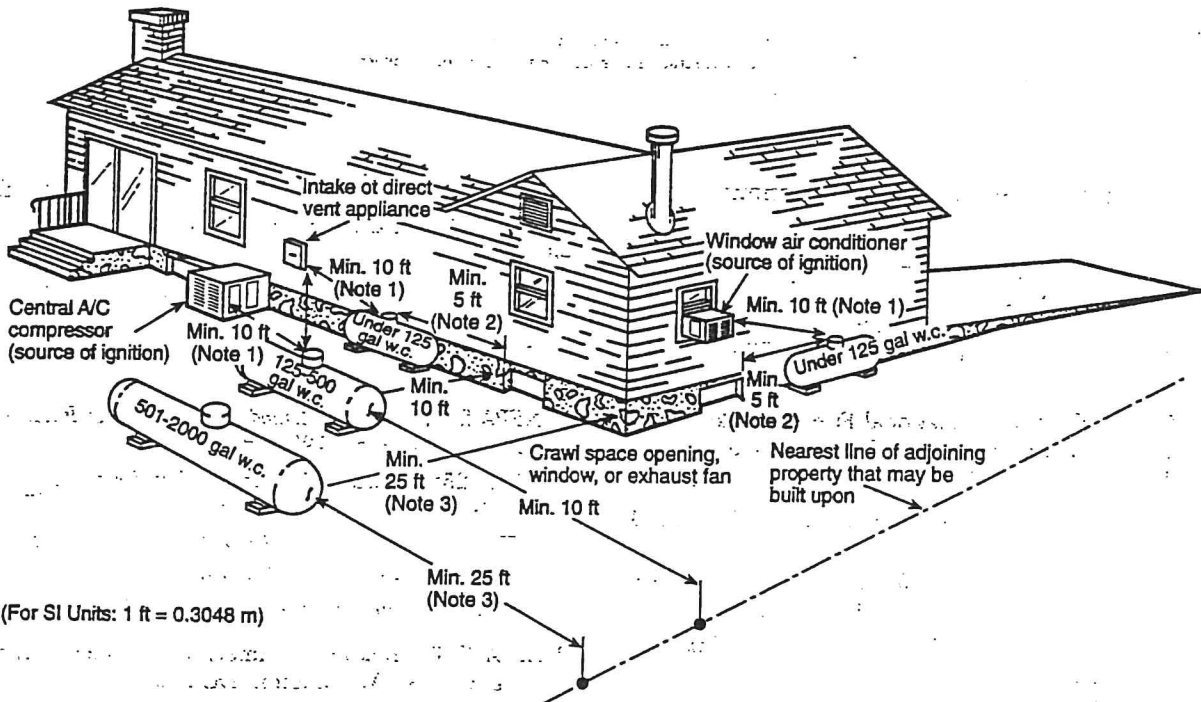 Intake ot direct
vent appliance
Window air conditioner
(source of ignition)
Min. 10 ft
(Note 1)
Min.
5 ft
(Note 2)
Min. 10 ft (Note 1)
Central A/C
compressor
(source of ignition)
Min. 10 ft
(Note 1)
Under 125
gal w.c.
Under 125 gal w.c.
125-500
gal w.c.
Min.
10 ft
Min.
5 ft
(Note 2)
501-2000 gal w.c.
Min.
25 ft
(Note 3)
Crawl space opening,
window, or exhaust fan
Nearest line of adjoining
property that may be
built upon
Min. 10 ft
Min. 25 ft
(Note 3)
(For SI Units: 1 ft = 0.3048 m)